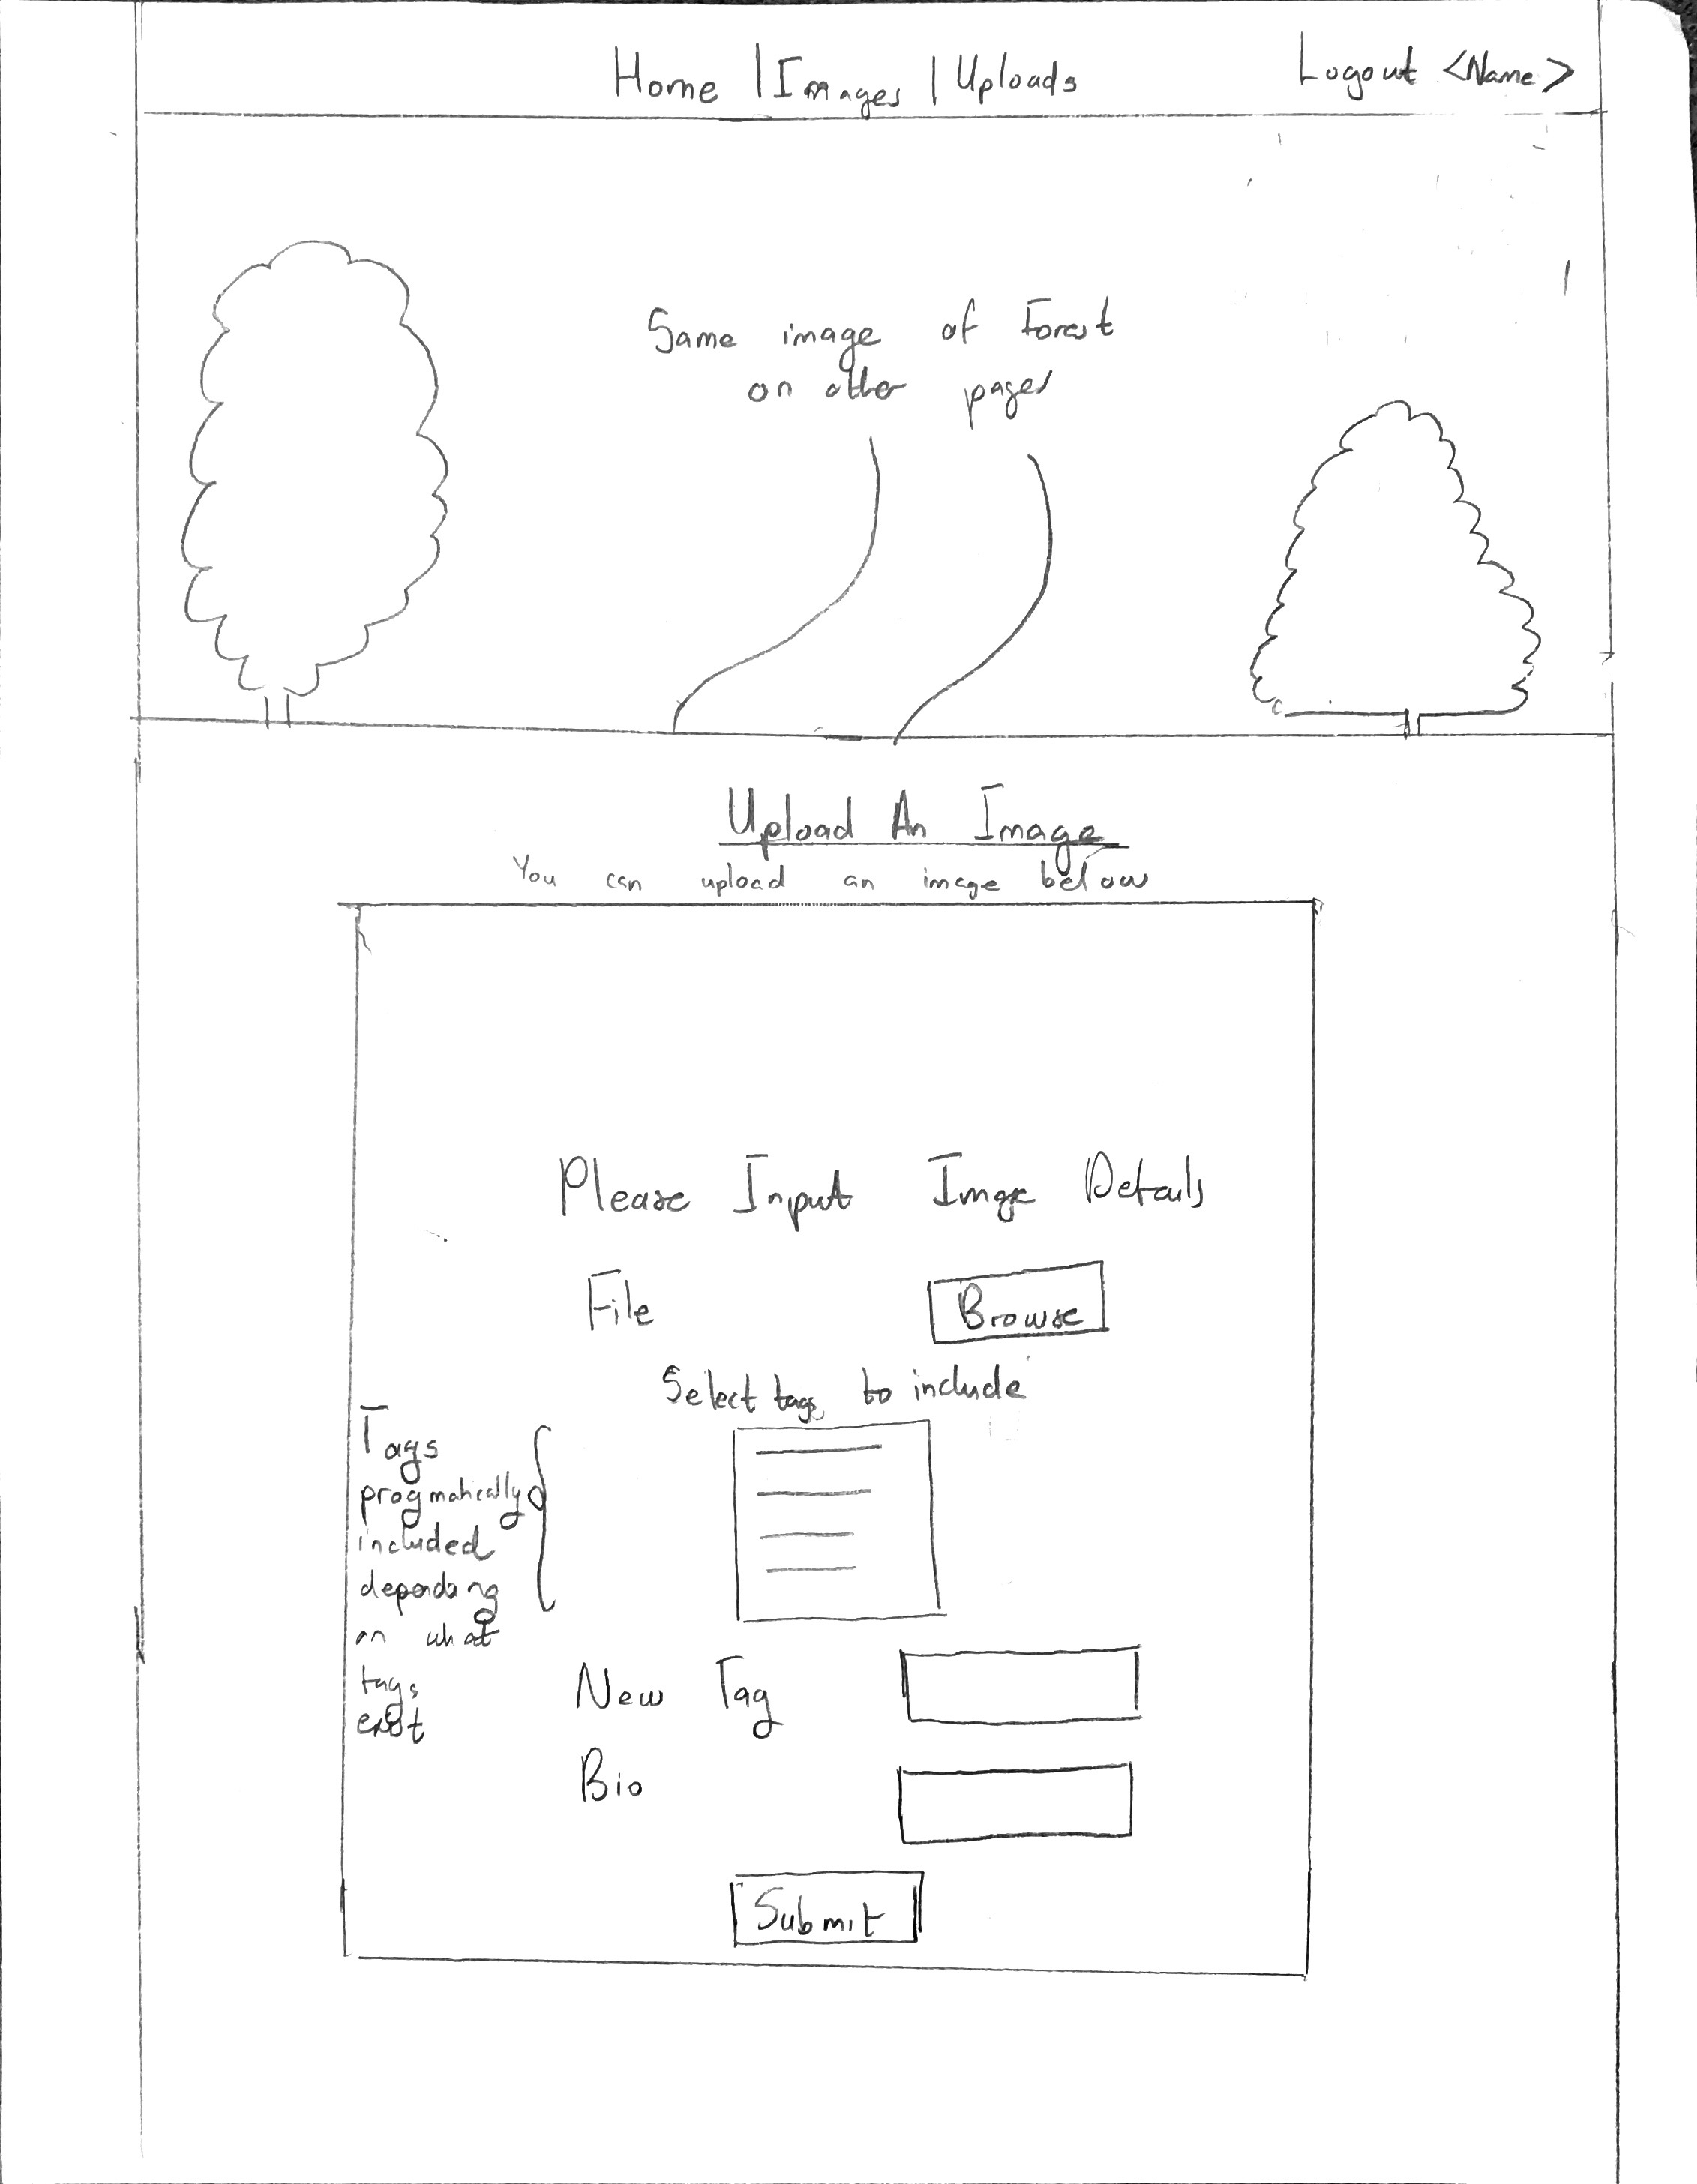 Home | Images | Uploads
Logout <Name>
Same image of Forest
on other pages
Upload An Image
You can upload an image below
Please Input Image Details
File
Browse
Select tags to include
Tags
progmatically
included
depending
on what
tags
exist
New Tag
Bio
Submit